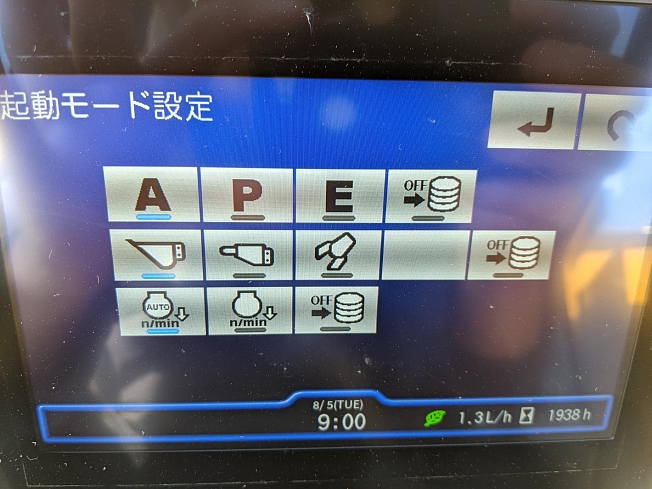 起動モード設定
A P E OFF
OFF
AUTO n/min n/min OFF
8/5(TUE)
9:00
1.3L/h 1938h